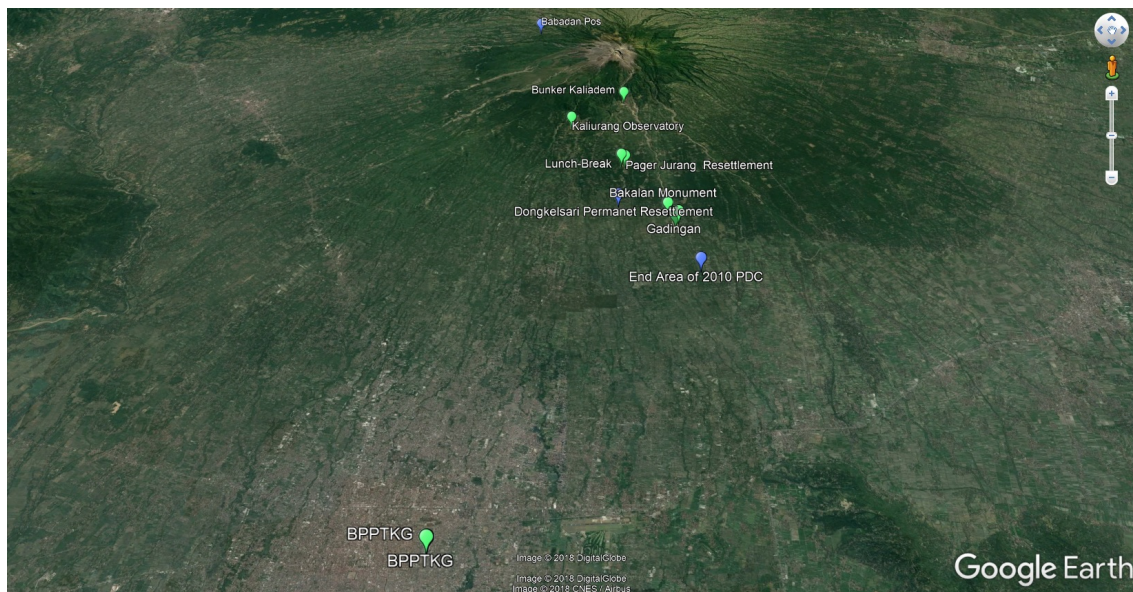 Babadan Pos
Bunker Kaliadem
Kaliurang Observatory
Lunch-Break
Pager Jurang Resettlement
Bakalan Monument
Dongkelsari Permanet Resettlement
Gadingan
End Area of 2010 PDC
BPPTKG
BPPTKG
Image © 2018 DigitalGlobe
Image © 2018 DigitalGlobe
Image © 2018 CNES / Airbus
Google Earth